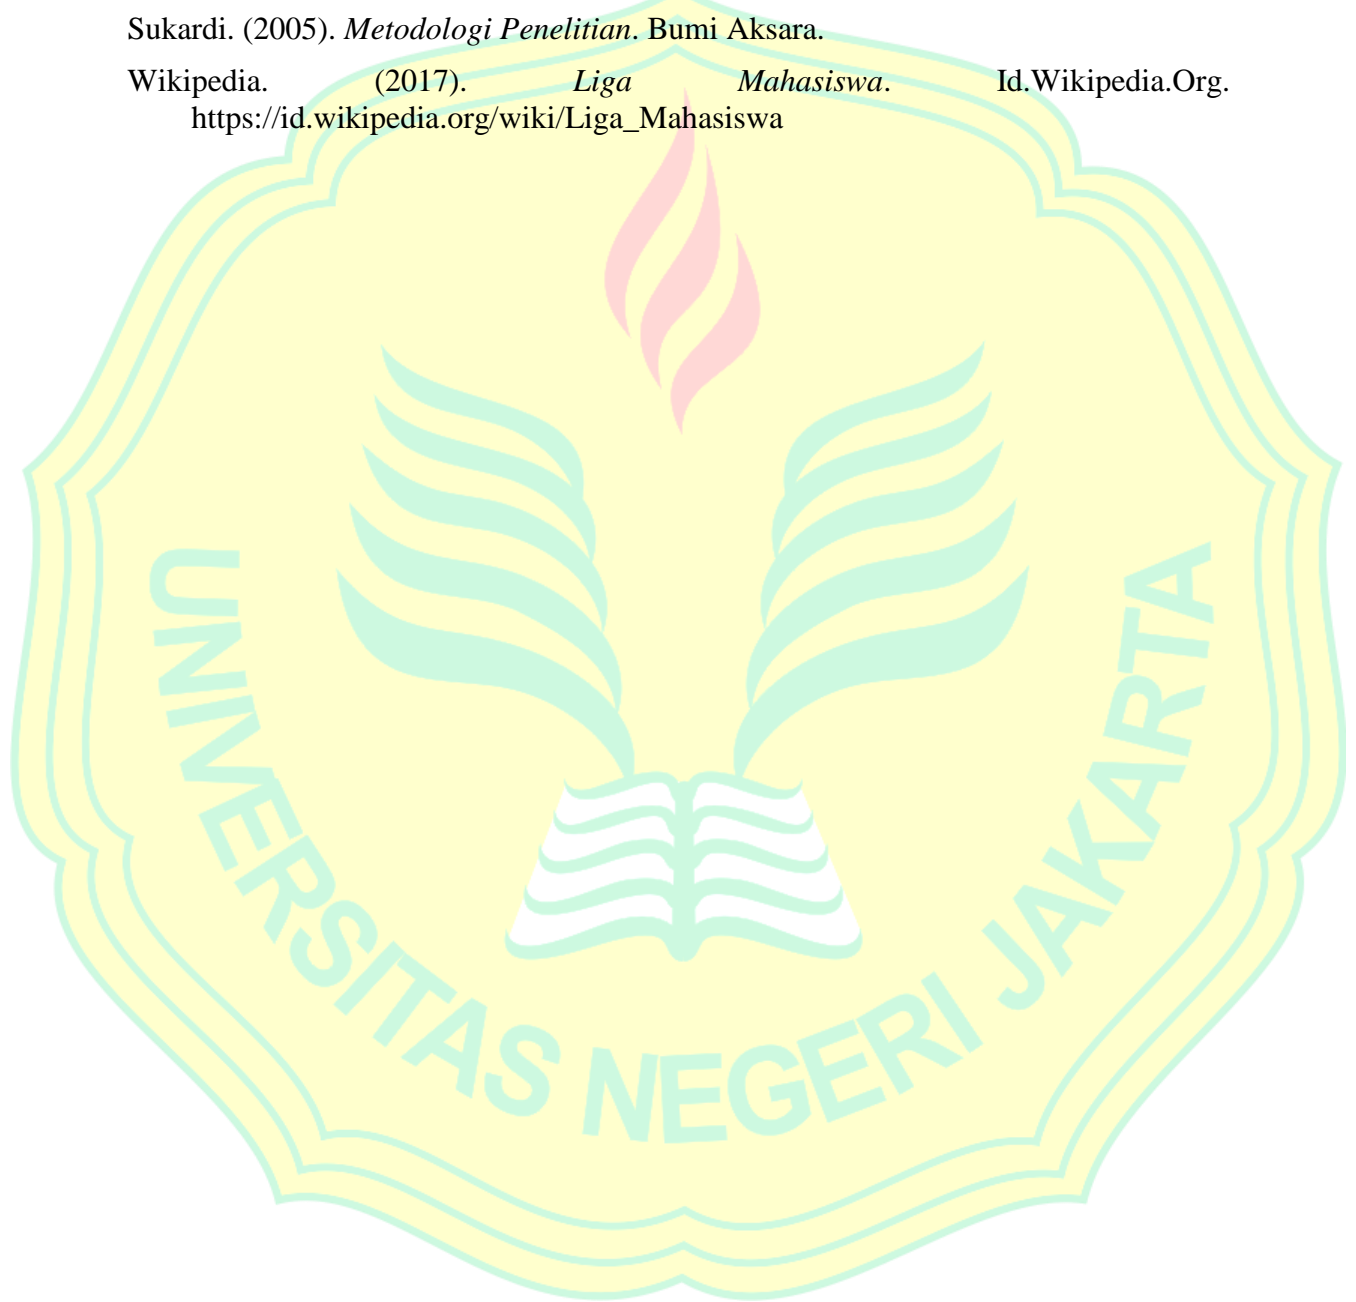 Sukardi. (2005). Metodologi Penelitian. Bumi Aksara.
Wikipedia. (2017). Liga Mahasiswa. Id.Wikipedia.Org.
https://id.wikipedia.org/wiki/Liga_Mahasiswa
UNIVERSITAS NEGERI JAKARTA